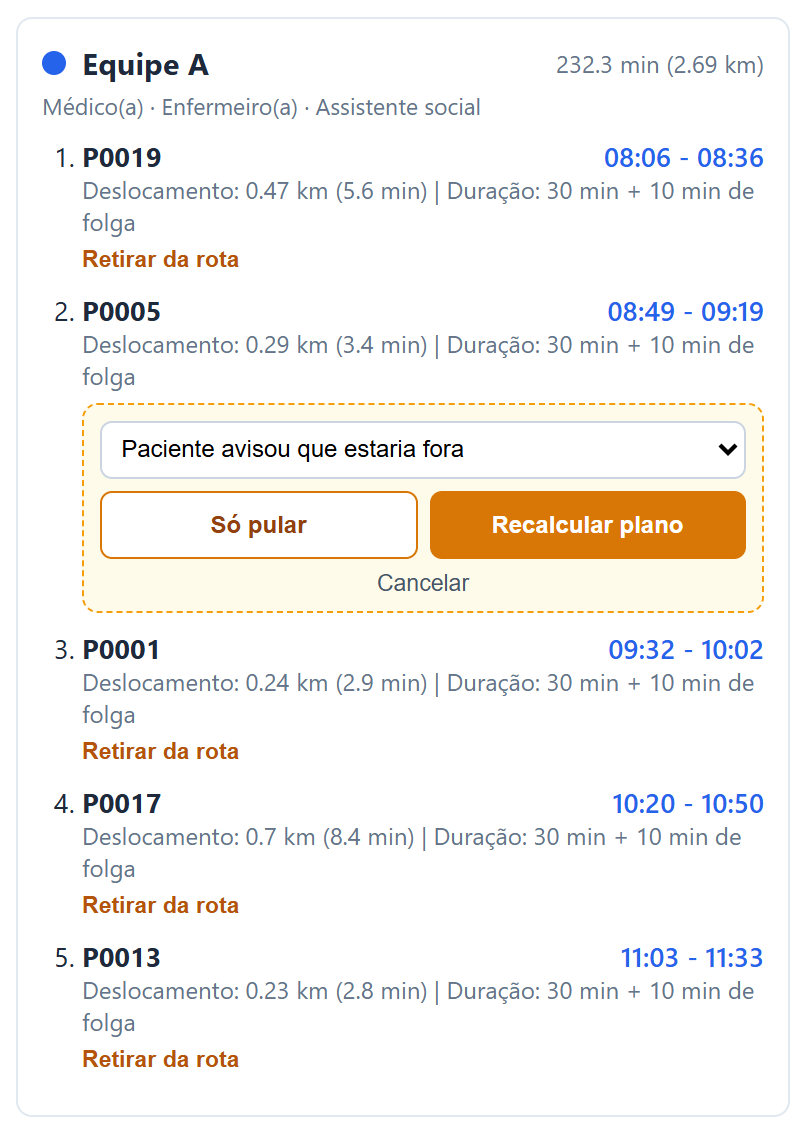 Equipe A
232.3 min (2.69 km)
Médico(a) · Enfermeiro(a) · Assistente social
1. P0019
08:06 - 08:36
Deslocamento: 0.47 km (5.6 min) | Duração: 30 min + 10 min de
folga
Retirar da rota
2. P0005
08:49 - 09:19
Deslocamento: 0.29 km (3.4 min) | Duração: 30 min + 10 min de
folga
Paciente avisou que estaria fora
Só pular
Recalcular plano
Cancelar
3. P0001
09:32 - 10:02
Deslocamento: 0.24 km (2.9 min) | Duração: 30 min + 10 min de
folga
Retirar da rota
4. P0017
10:20 - 10:50
Deslocamento: 0.7 km (8.4 min) | Duração: 30 min + 10 min de
folga
Retirar da rota
5. P0013
11:03 - 11:33
Deslocamento: 0.23 km (2.8 min) | Duração: 30 min + 10 min de
folga
Retirar da rota